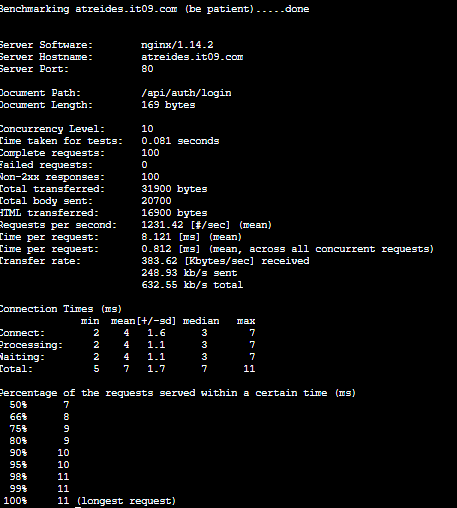 Benchmarking atreides.it09.com (be patient).....done
Server Software: nginx/1.14.2
Server Hostname: atreides.it09.com
Server Port: 80
Document Path: /api/auth/login
Document Length: 169 bytes
Concurrency Level: 10
Time taken for tests: 0.081 seconds
Complete requests: 100
Failed requests: 0
Non-2xx responses: 100
Total transferred: 31900 bytes
Total body sent: 20700
HTML transferred: 16900 bytes
Requests per second: 1231.42 [#/sec] (mean)
Time per request: 8.121 [ms] (mean)
Time per request: 0.812 [ms] (mean, across all concurrent requests)
Transfer rate: 383.62 [Kbytes/sec] received
248.93 kb/s sent
632.55 kb/s total
Connection Times (ms)
min mean[+/-sd] median max
Connect: 2 4 1.6 3 7
Processing: 2 4 1.1 3 7
Waiting: 2 4 1.1 3 7
Total: 5 7 1.7 7 11
Percentage of the requests served within a certain time (ms)
50% 7
66% 8
75% 9
80% 9
90% 10
95% 10
98% 11
99% 11
100% 11 (longest request)